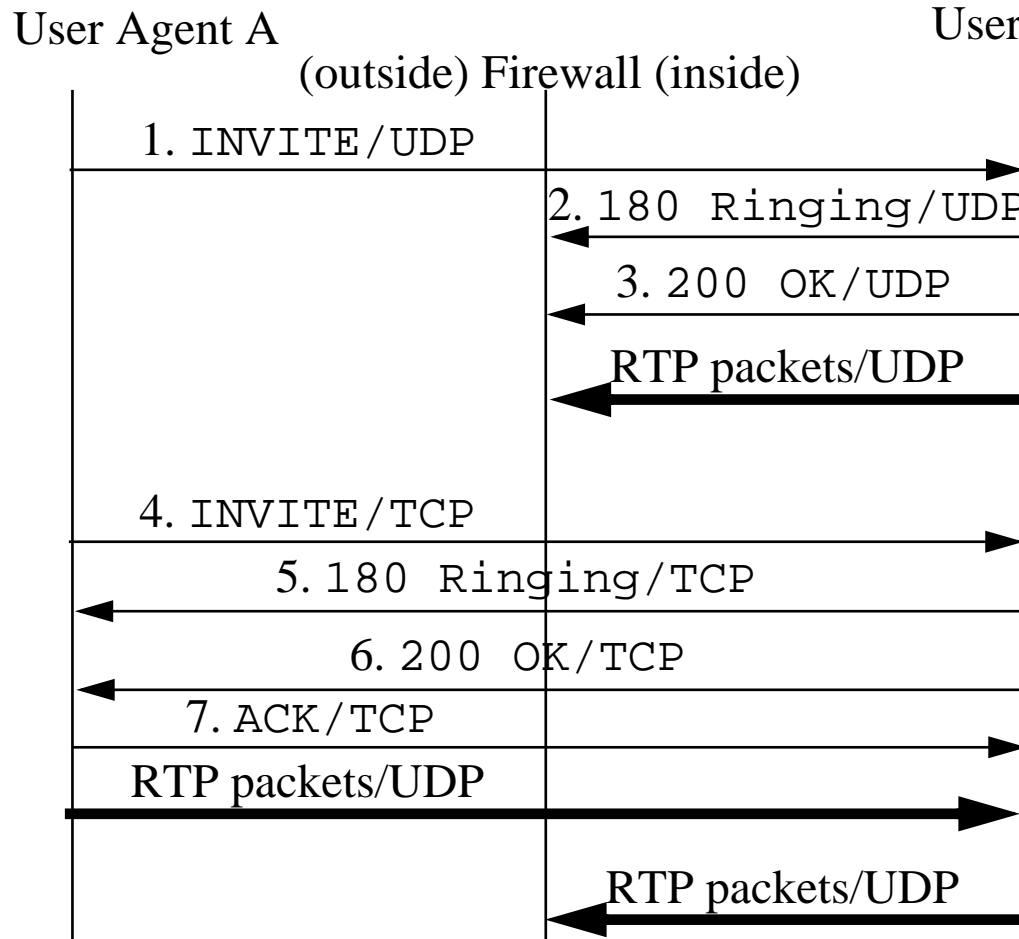 User Agent A
User
(outside) Firewall (inside)
1. INVITE/UDP
2. 180 Ringing/UDP
3. 200 OK/UDP
RTP packets/UDP
4. INVITE/TCP
5. 180 Ringing/TCP
6. 200 OK/TCP
7. ACK/TCP
RTP packets/UDP
RTP packets/UDP